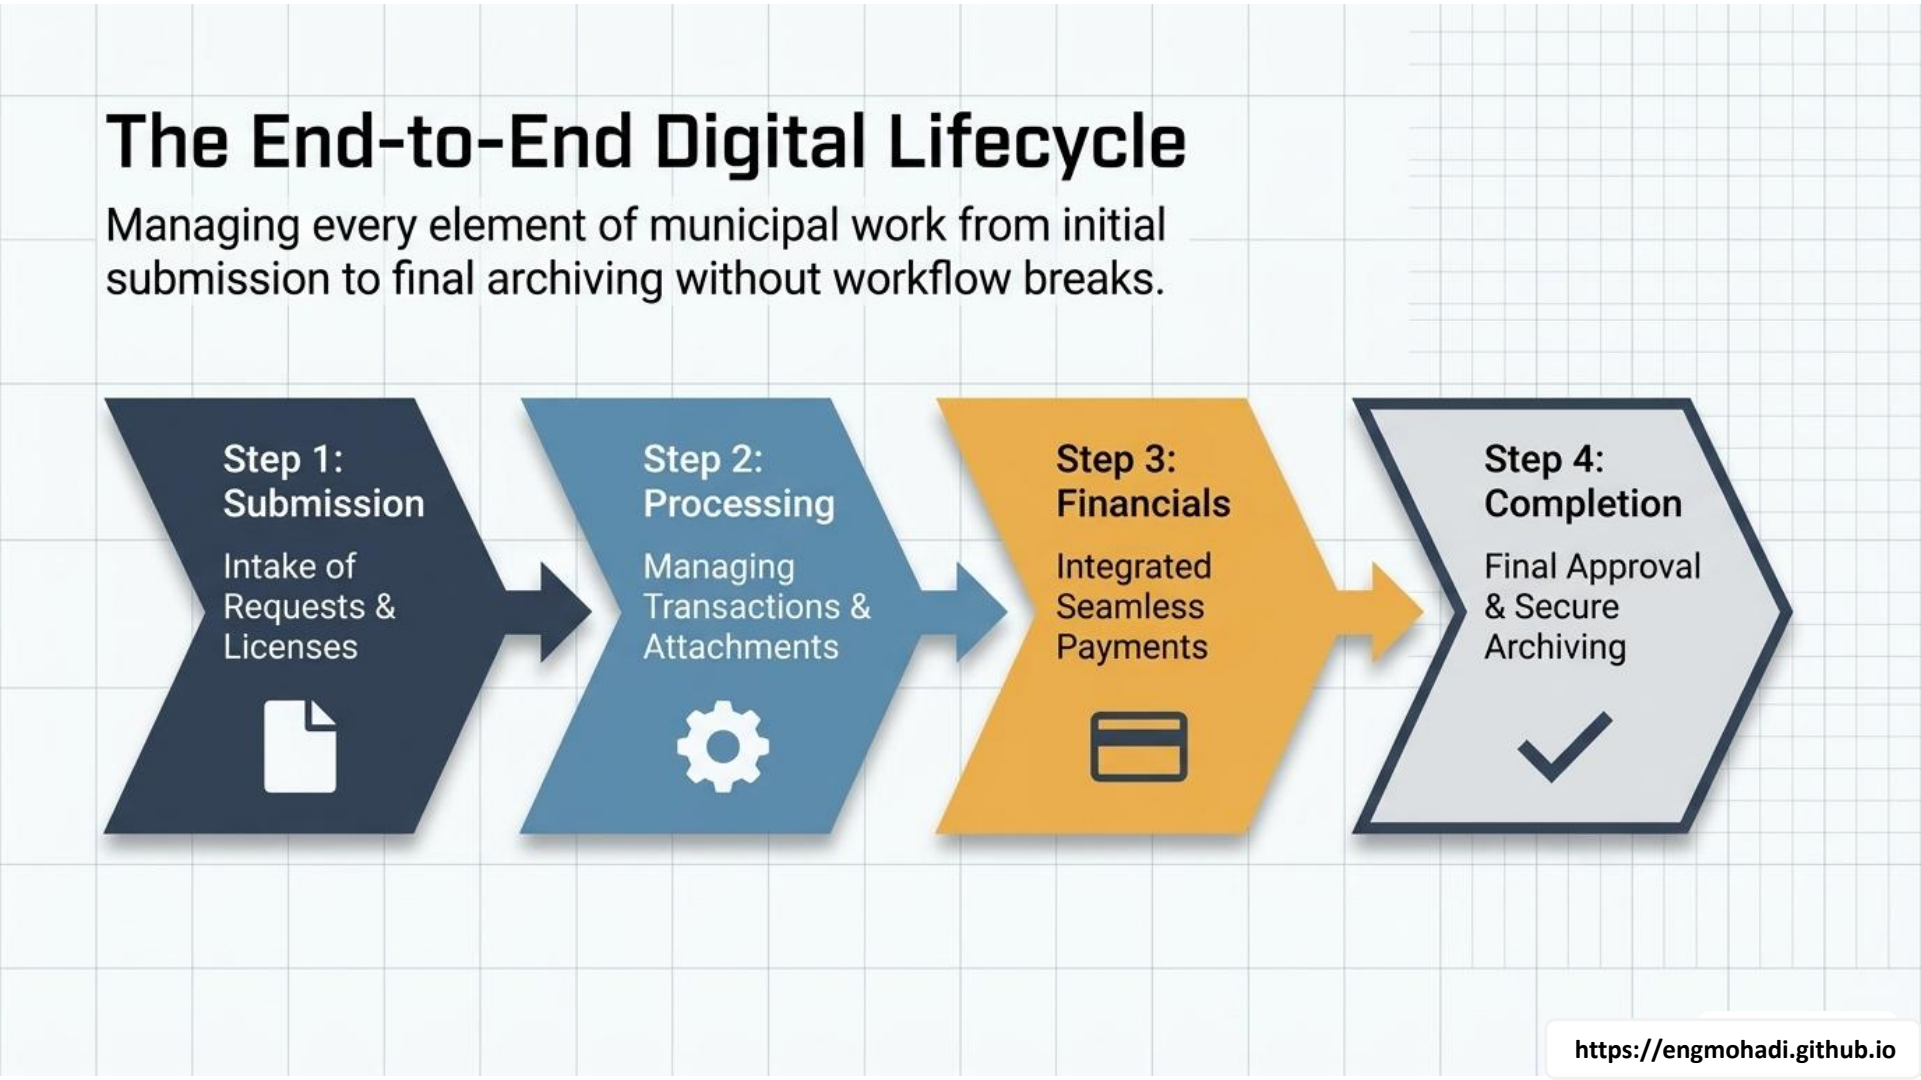 The End-to-End Digital Lifecycle
Managing every element of municipal work from initial
submission to final archiving without workflow breaks.
Step 1:
Submission
Intake of
Requests &
Licenses
Step 2:
Processing
Managing
Transactions &
Attachments
Step 3:
Financials
Integrated
Seamless
Payments
Step 4:
Completion
Final Approval
& Secure
Archiving
https://engmohadi.github.io